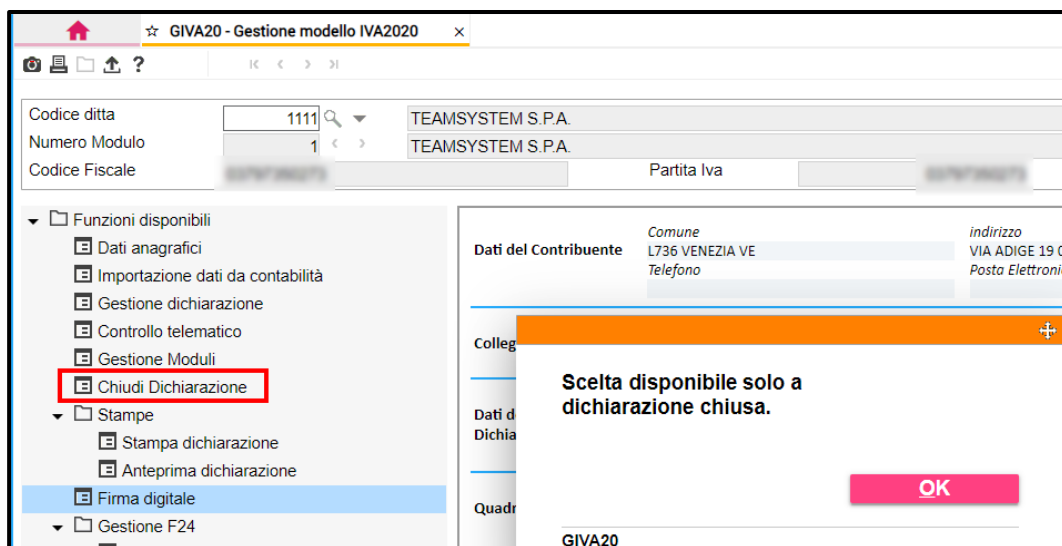 ☆ GIVA20 - Gestione modello IVA2020 ×
?
Codice ditta 1111 TEAMSYSTEM S.P.A.
Numero Modulo 1 TEAMSYSTEM S.P.A.
Codice Fiscale Partita Iva
Funzioni disponibili
Dati anagrafici
Importazione dati da contabilità
Gestione dichiarazione
Controllo telematico
Gestione Moduli
Chiudi Dichiarazione
Stampe
Stampa dichiarazione
Anteprima dichiarazione
Firma digitale
Gestione F24
Dati del Contribuente
Comune
L736 VENEZIA VE
Telefono
indirizzo
VIA ADIGE 19
Posta Elettroni
Colleg
Dati d
Dichia
Quadr
Scelta disponibile solo a
dichiarazione chiusa.
OK
GIVA20